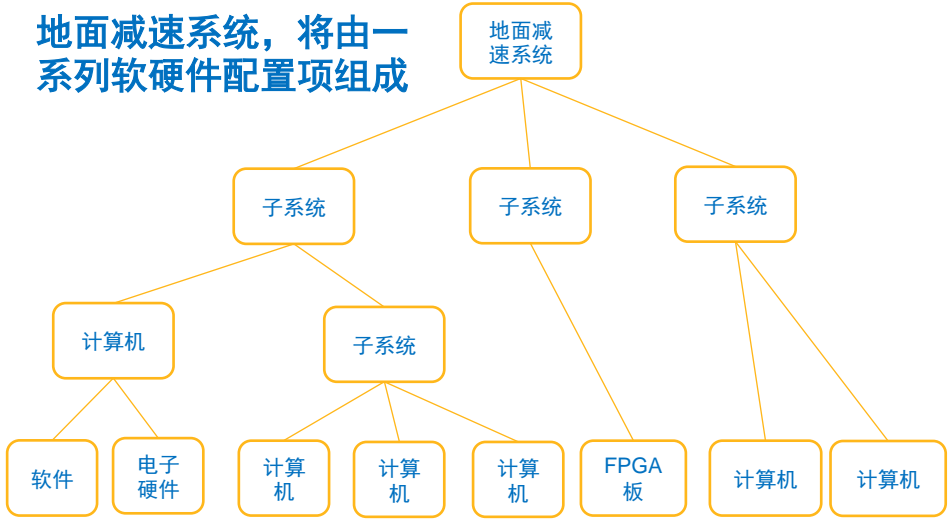 地面减速系统，将由一
系列软硬件配置项组成
地面减
速系统
子系统
子系统
子系统
计算机
子系统
软件
电子
硬件
计算
机
计算
机
计算
机
FPGA
板
计算机
计算机